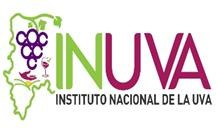 INUVA
INSTITUTO NACIONAL DE LA UVA